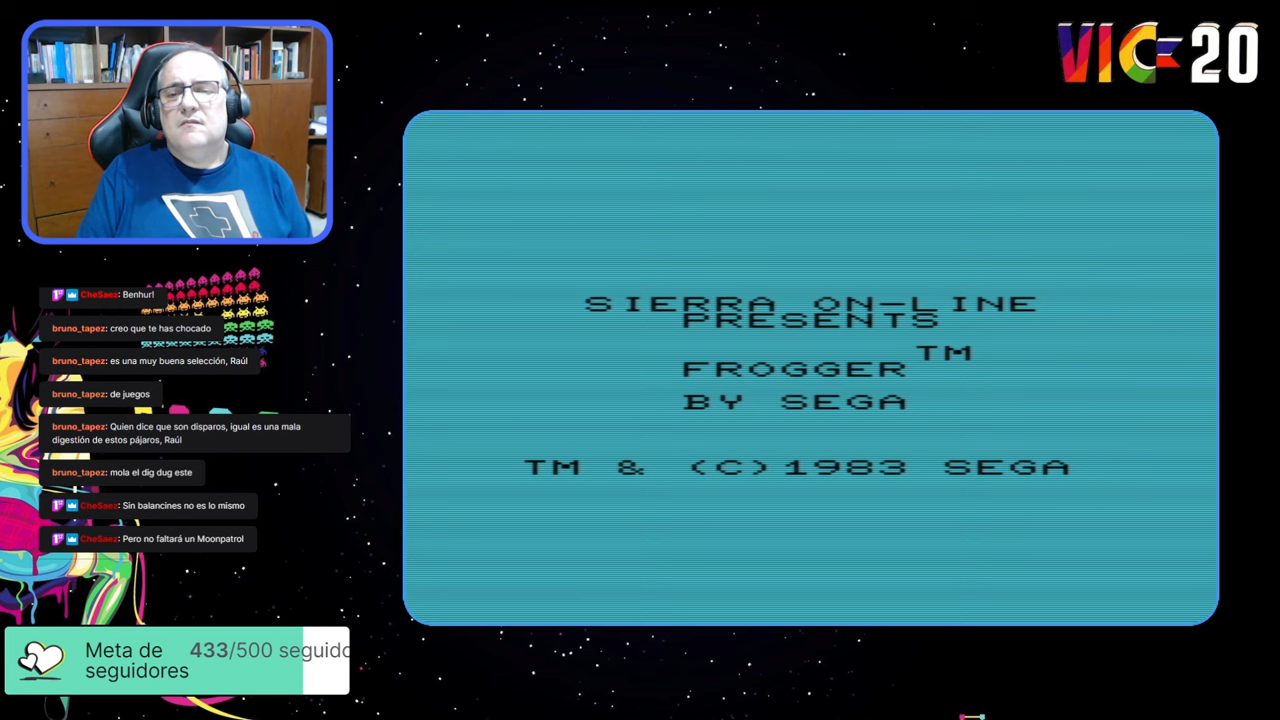 VIC 20
SIERRA ON-LINE
PRESENTS
FROGGER TM
BY SEGA
TM & (C)1983 SEGA
CheSaez: Benhur!
bruno_tapez: creo que te has chocado
bruno_tapez: es una muy buena selección, Raúl
bruno_tapez: de juegos
bruno_tapez: Quien dice que son disparos, igual es una mala
digestión de estos pájaros, Raúl
bruno_tapez: mola el dig dug este
CheSaez: Sin balancines no es lo mismo
CheSaez: Pero no faltará un Moonpatrol
Meta de
seguidores
433/500 seguido